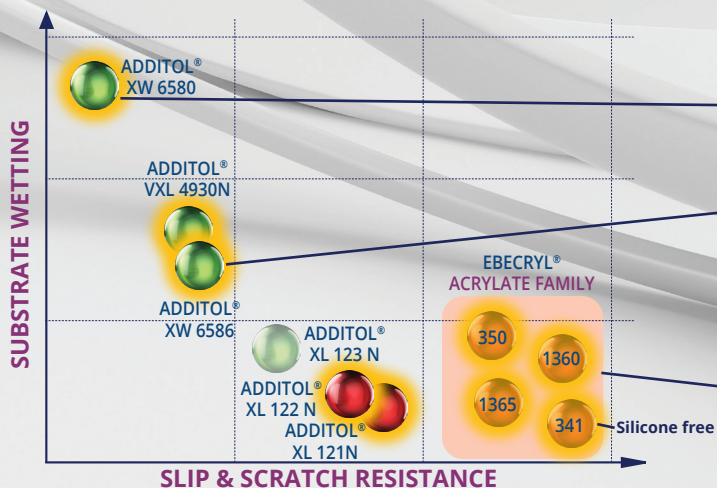 ADDITOL®
XW 6580
ADDITOL®
VXL 4930N
ADDITOL®
XW 6586
EBECRYL®
ACRYLATE FAMILY
350
1360
1365
341
Silicone free
ADDITOL®
XL 123 N
ADDITOL®
XL 122 N
ADDITOL®
XL 121N
SUBSTRATE WETTING
SLIP & SCRATCH RESISTANCE